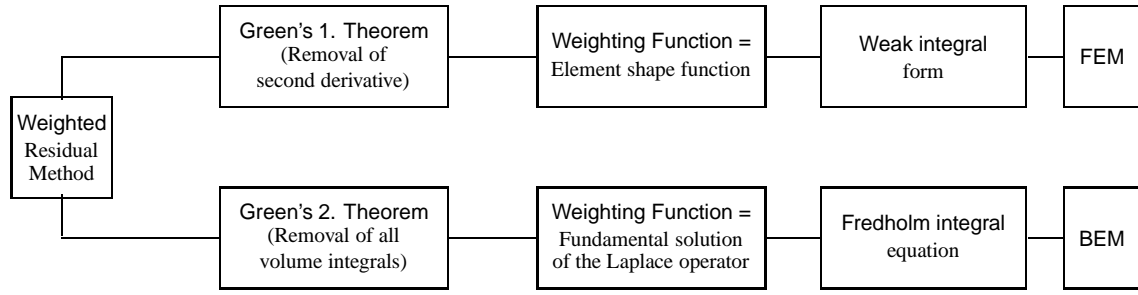 Green's 1. Theorem
(Removal of
second derivative)
Weighting Function =
Element shape function
Weak integral
form
FEM
Weighted
Residual
Method
Green's 2. Theorem
(Removal of all
volume integrals)
Weighting Function =
Fundamental solution
of the Laplace operator
Fredholm integral
equation
BEM